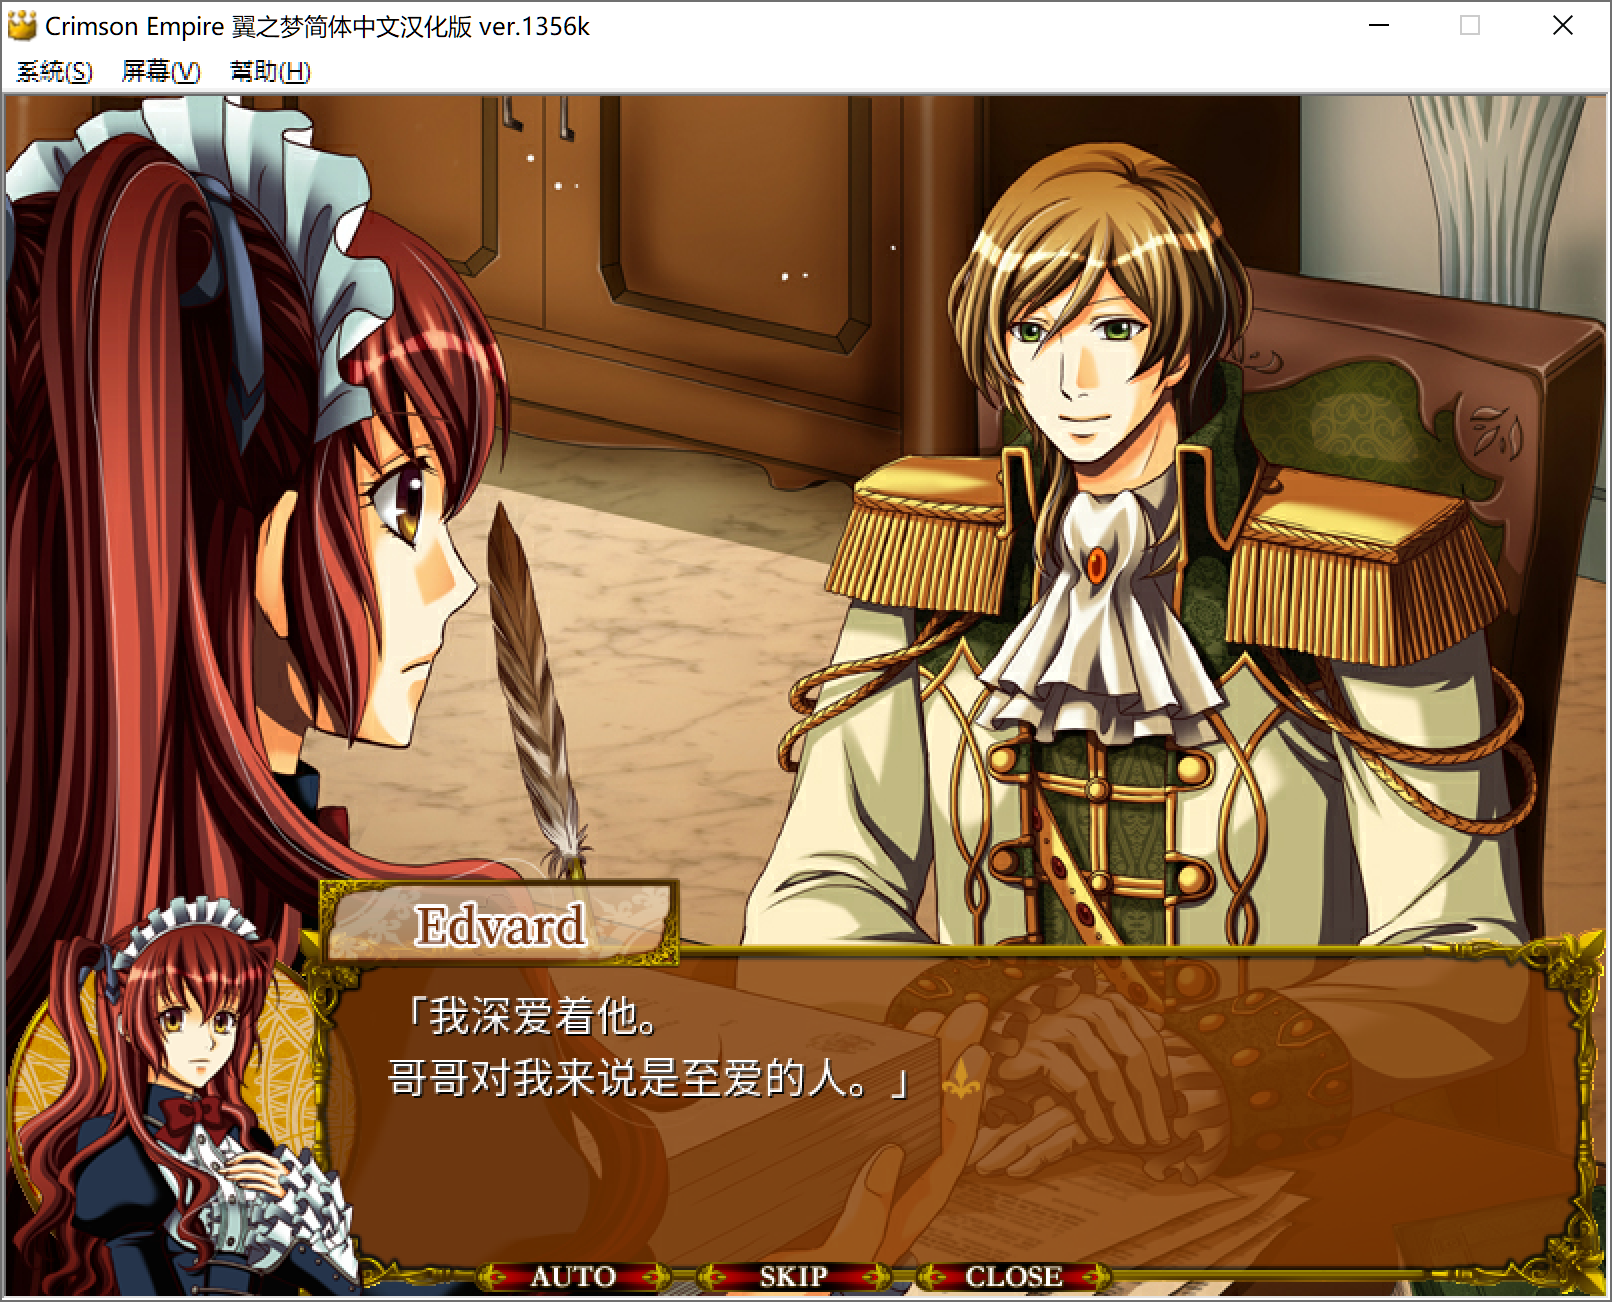 Crimson Empire 翼之梦简体中文汉化版 ver.1356k
系統(S) 屏幕(V) 幫助(H)
Edvard
「我深爱着他。
哥哥对我来说是至爱的人。」
AUTO SKIP CLOSE